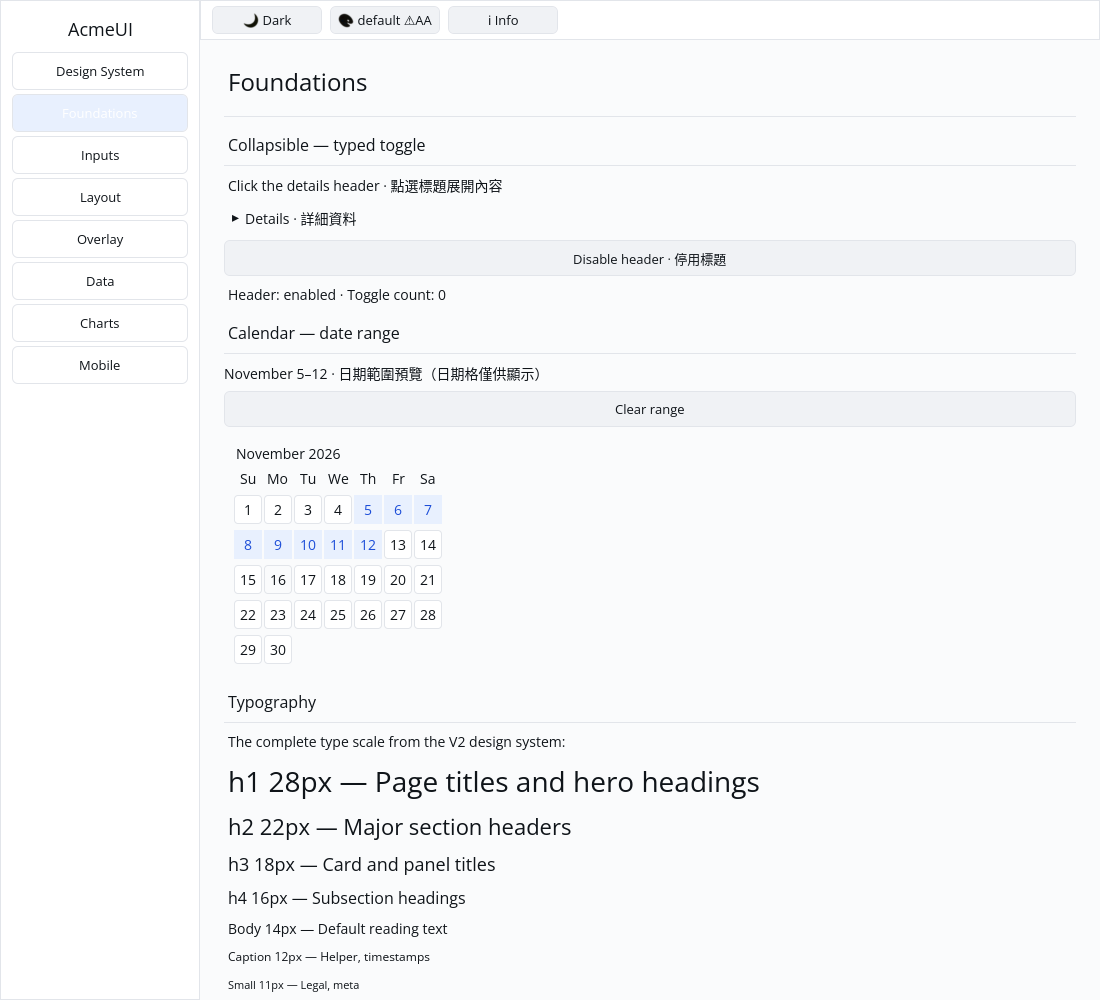 AcmeUI
Design System
Foundations
Inputs
Layout
Overlay
Data
Charts
Mobile
🌙 Dark
default ⚠AA
i Info
Foundations
Collapsible — typed toggle
Click the details header · 點選標題展開內容
▸ Details · 詳細資料
Disable header · 停用標題
Header: enabled · Toggle count: 0
Calendar — date range
November 5–12 · 日期範圍預覽（日期格僅供顯示）
Clear range
November 2026
Su Mo Tu We Th Fr Sa
1 2 3 4 5 6 7
8 9 10 11 12 13 14
15 16 17 18 19 20 21
22 23 24 25 26 27 28
29 30
Typography
The complete type scale from the V2 design system:
h1 28px — Page titles and hero headings
h2 22px — Major section headers
h3 18px — Card and panel titles
h4 16px — Subsection headings
Body 14px — Default reading text
Caption 12px — Helper, timestamps
Small 11px — Legal, meta